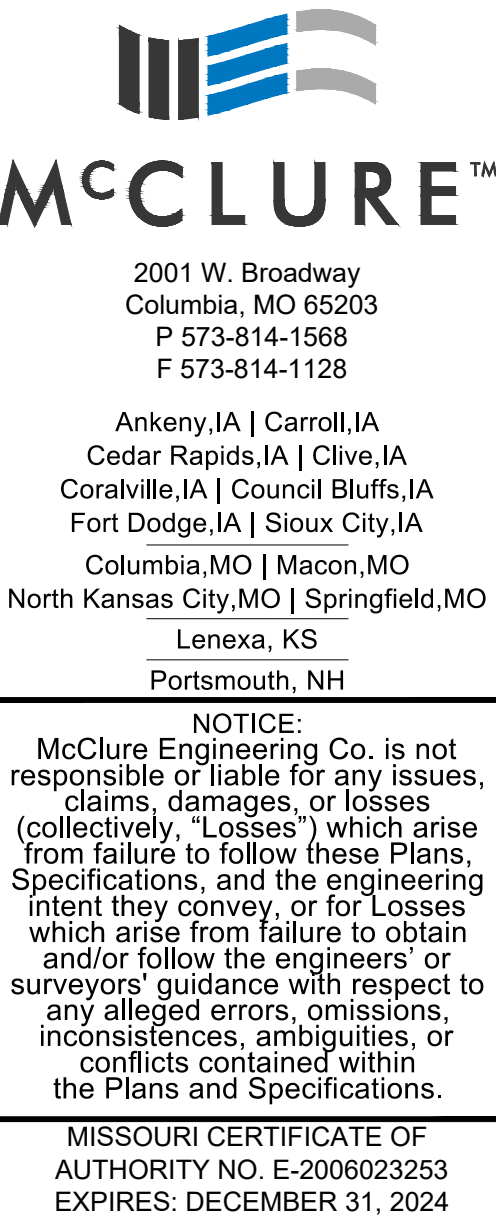 McCLURE™
2001 W. Broadway
Columbia, MO 65203
P 573-814-1568
F 573-814-1128
Ankeny,IA | Carroll,IA
Cedar Rapids,IA | Clive,IA
Coralville,IA | Council Bluffs,IA
Fort Dodge,IA | Sioux City,IA
Columbia,MO | Macon,MO
North Kansas City,MO | Springfield,MO
Lenexa, KS
Portsmouth, NH
NOTICE:
McClure Engineering Co. is not
responsible or liable for any issues,
claims, damages, or losses
(collectively, “Losses”) which arise
from failure to follow these Plans,
Specifications, and the engineering
intent they convey, or for Losses
which arise from failure to obtain
and/or follow the engineers’ or
surveyors' guidance with respect to
any alleged errors, omissions,
inconsistences, ambiguities, or
conflicts contained within
the Plans and Specifications.
MISSOURI CERTIFICATE OF
AUTHORITY NO. E-2006023253
EXPIRES: DECEMBER 31, 2024